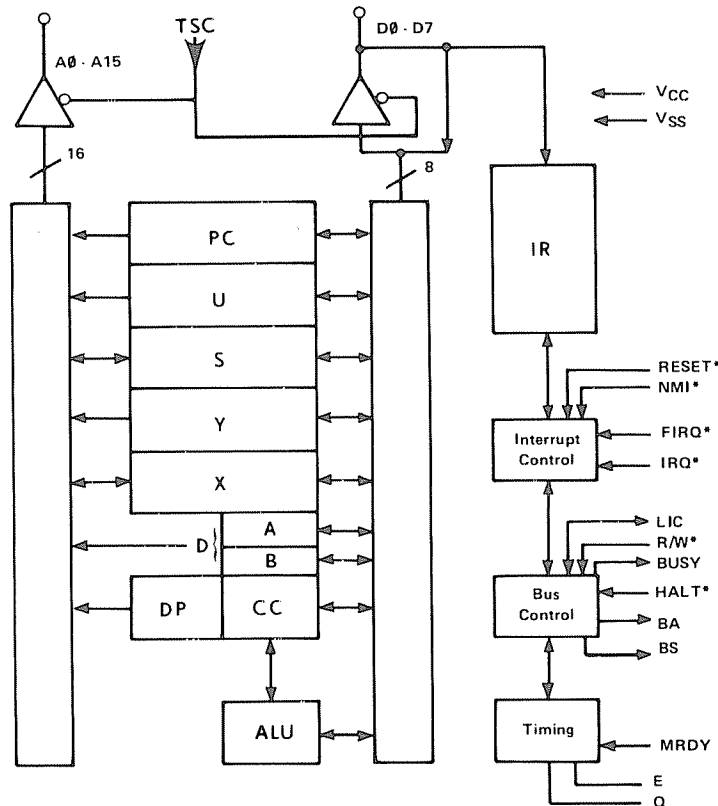 TSC
D0 - D7
A0 - A15
VCC
VSS
16
8
PC
U
S
Y
X
D {
A
B
DP
CC
ALU
IR
RESET*
NMI*
Interrupt
Control
FIRQ*
IRQ*
LIC
R/W*
BUSY
Bus
Control
HALT*
BA
BS
Timing
MRDY
E
Q